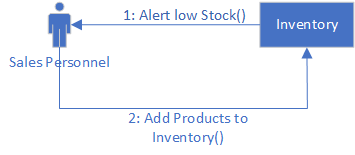 1: Alert low Stock()
Inventory
Sales Personnel
2: Add Products to
Inventory()